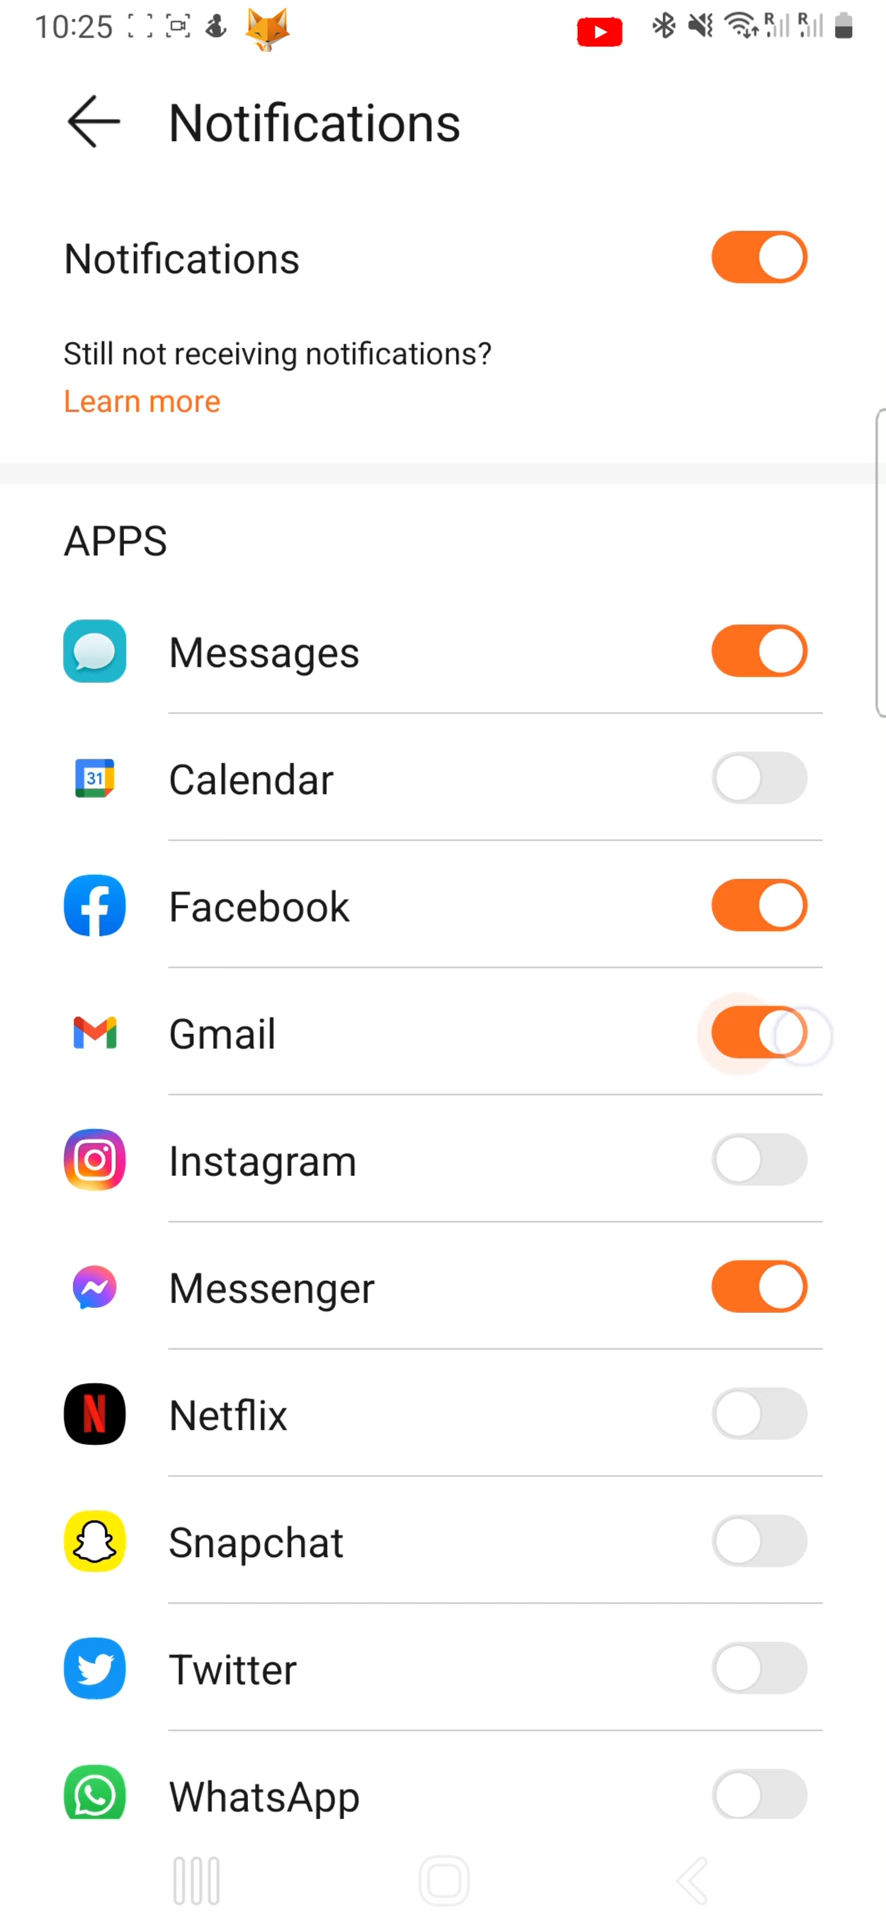 10:25
Notifications
Notifications
Still not receiving notifications?
Learn more
APPS
Messages
31
Calendar
Facebook
Gmail
Instagram
Messenger
Netflix
Snapchat
Twitter
WhatsApp